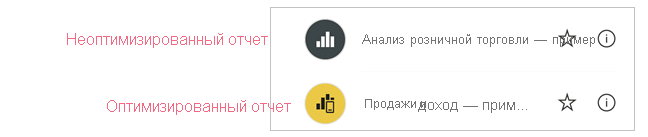 Неоптимизированный отчет Анализ розничной торговли — пример
Оптимизированный отчет Продажи и доход — прим...